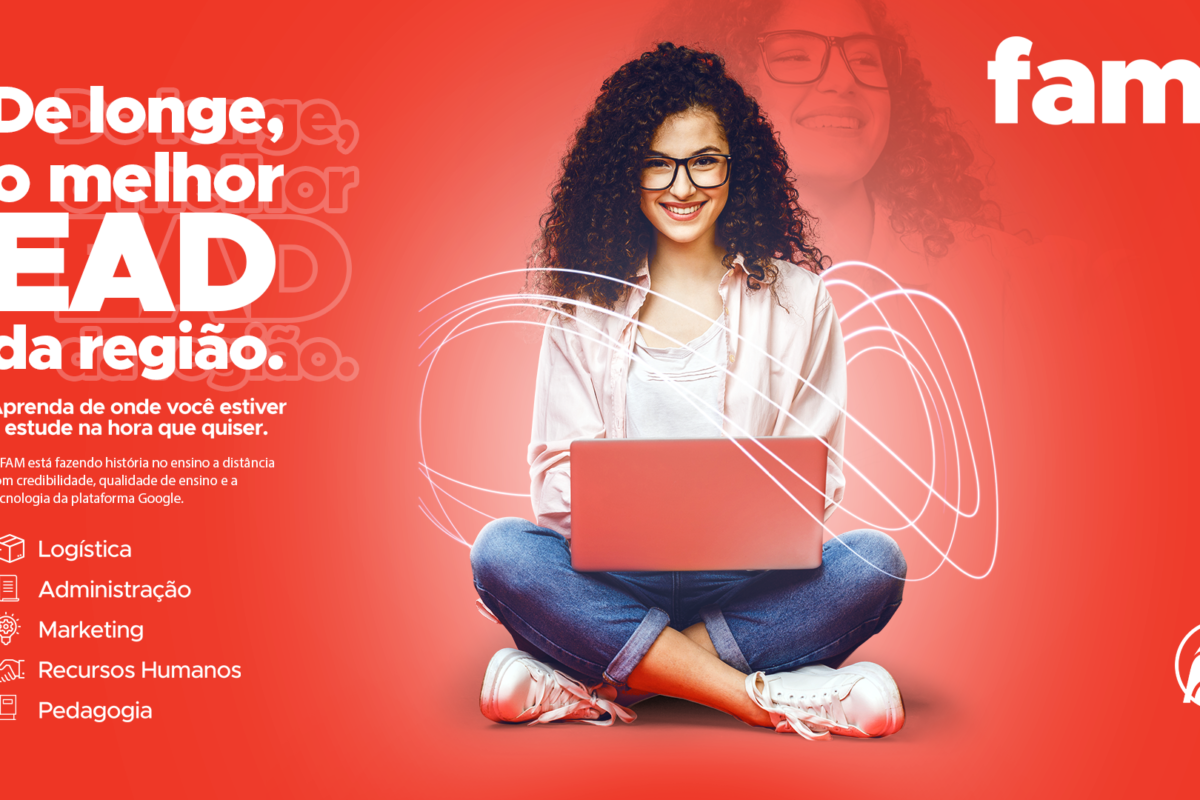 De longe,
o melhor
EAD
da região.
Aprenda de onde você estiver
estude na hora que quiser.
FAM está fazendo história no ensino a distância
om credibilidade, qualidade de ensino e a
cnologia da plataforma Google.
Logística
Administração
Marketing
Recursos Humanos
Pedagogia
fam